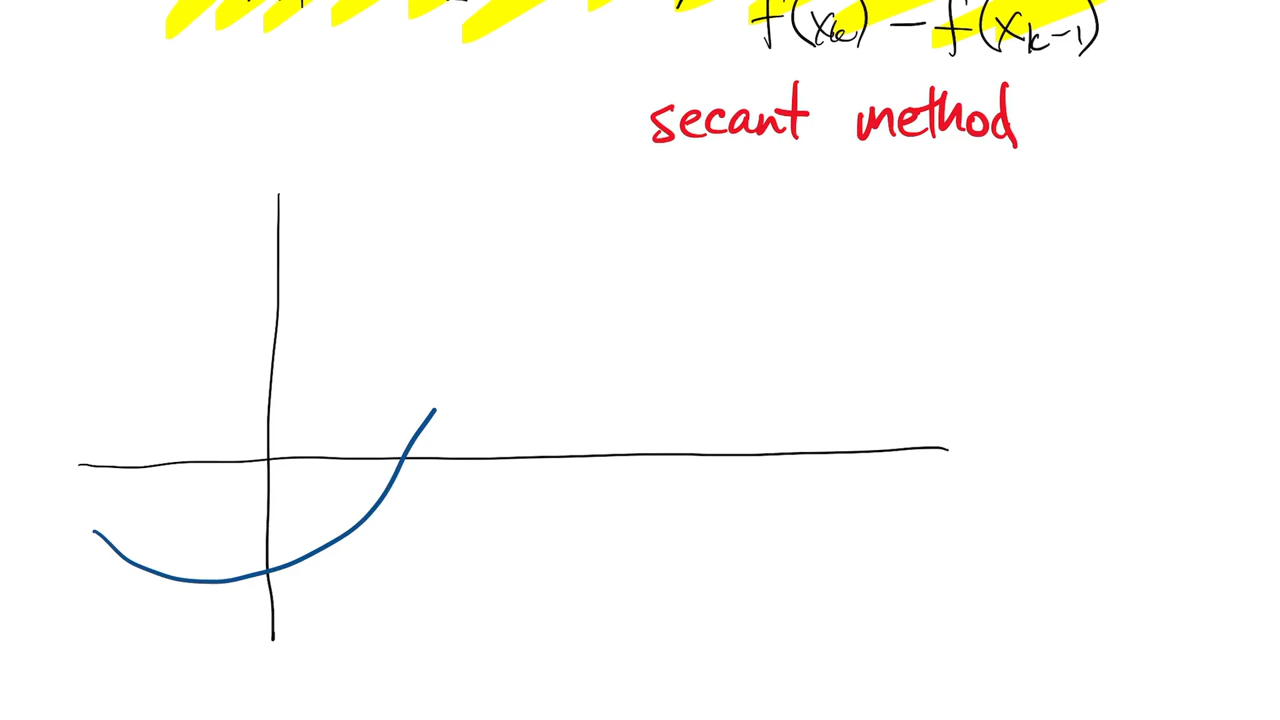 f(xₖ) - f(xₖ₋₁)
secant method